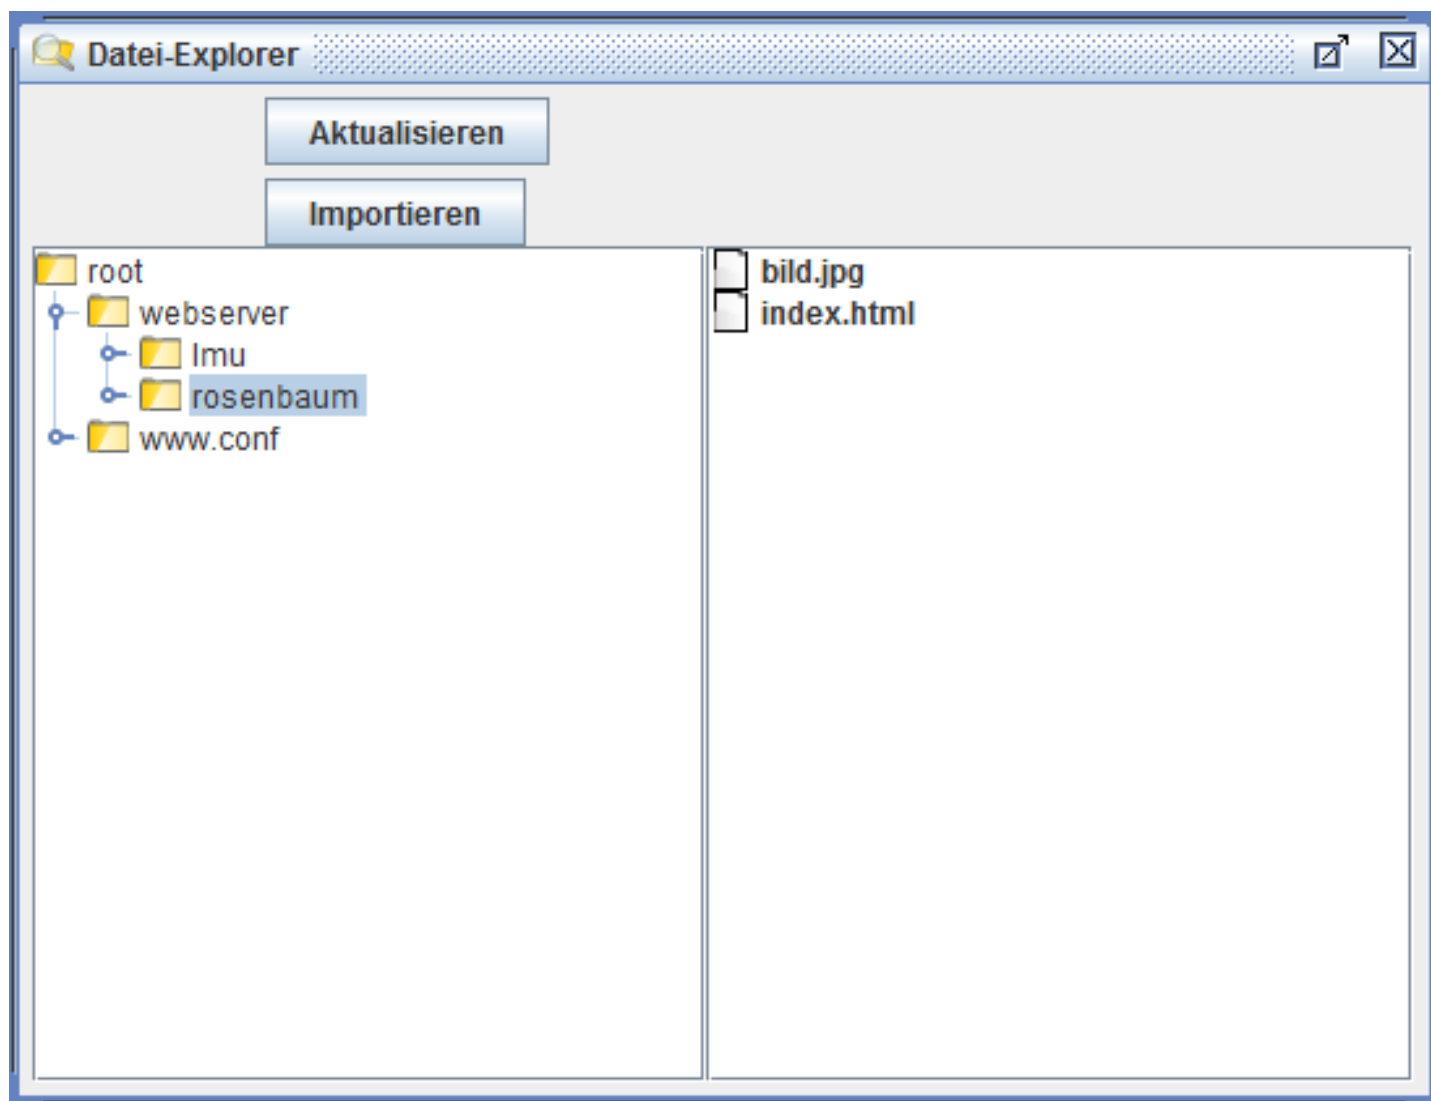 Datei-Explorer
Aktualisieren
Importieren
root
webserver
lmu
rosenbaum
www.conf
bild.jpg
index.html